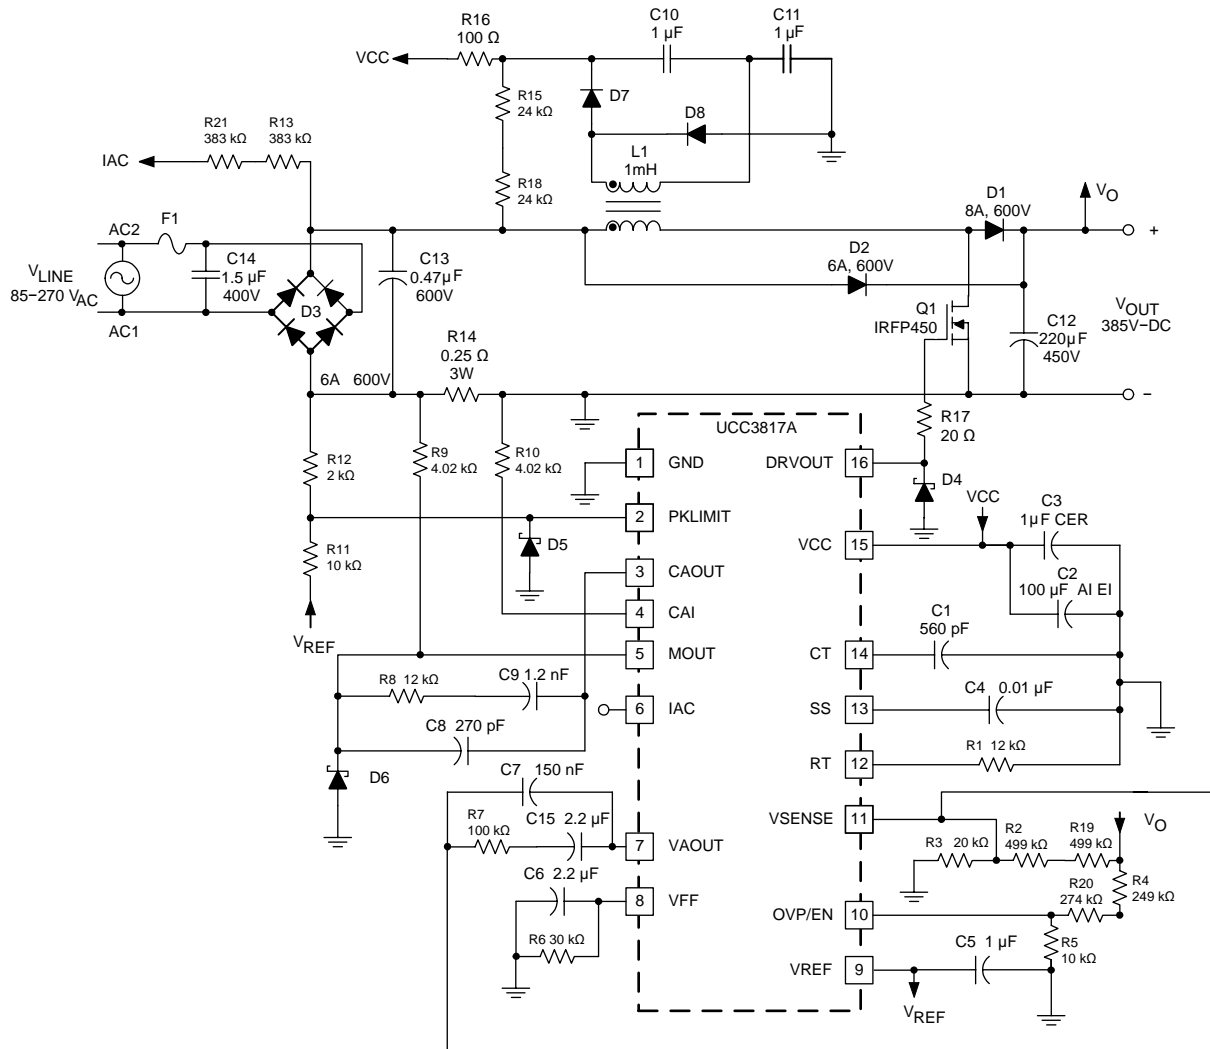 C10
1 µF
C11
1 µF
R16
100 Ω
VCC
D7
R15
24 kΩ
D8
R21
383 kΩ
R13
383 kΩ
IAC
L1
1mH
R18
24 kΩ
D1
8A, 600V
VO
F1
AC2
D2
6A, 600V
+
VLINE
85−270 VAC
C14
1.5 µF
400V
C13
0.47µF
600V
D3
Q1
IRFP450
VOUT
385V−DC
C12
220µF
450V
AC1
R14
0.25 Ω
3W
6A 600V
−
R17
20 Ω
UCC3817A
R12
2 kΩ
R9
4.02 kΩ
R10
4.02 kΩ
1
GND
DRVOUT
16
D4
VCC
C3
1µF CER
2
PKLIMIT
R11
10 kΩ
D5
VCC
15
3
CAOUT
C2
100 µF AI EI
4
CAI
C1
560 pF
VREF
5
MOUT
CT
14
R8 12 kΩ
C9 1.2 nF
C4 0.01 µF
6
IAC
SS
13
C8 270 pF
R1 12 kΩ
RT
12
D6
C7
150 nF
C15 2.2 µF
R7
100 kΩ
VSENSE
11
VO
R3 20 kΩ
R2
499 kΩ
R19
499 kΩ
7
VAOUT
C6 2.2 µF
R4
249 kΩ
R20
274 kΩ
8
VFF
OVP/EN
10
R6 30 kΩ
R5
10 kΩ
C5 1 µF
VREF
9
VREF